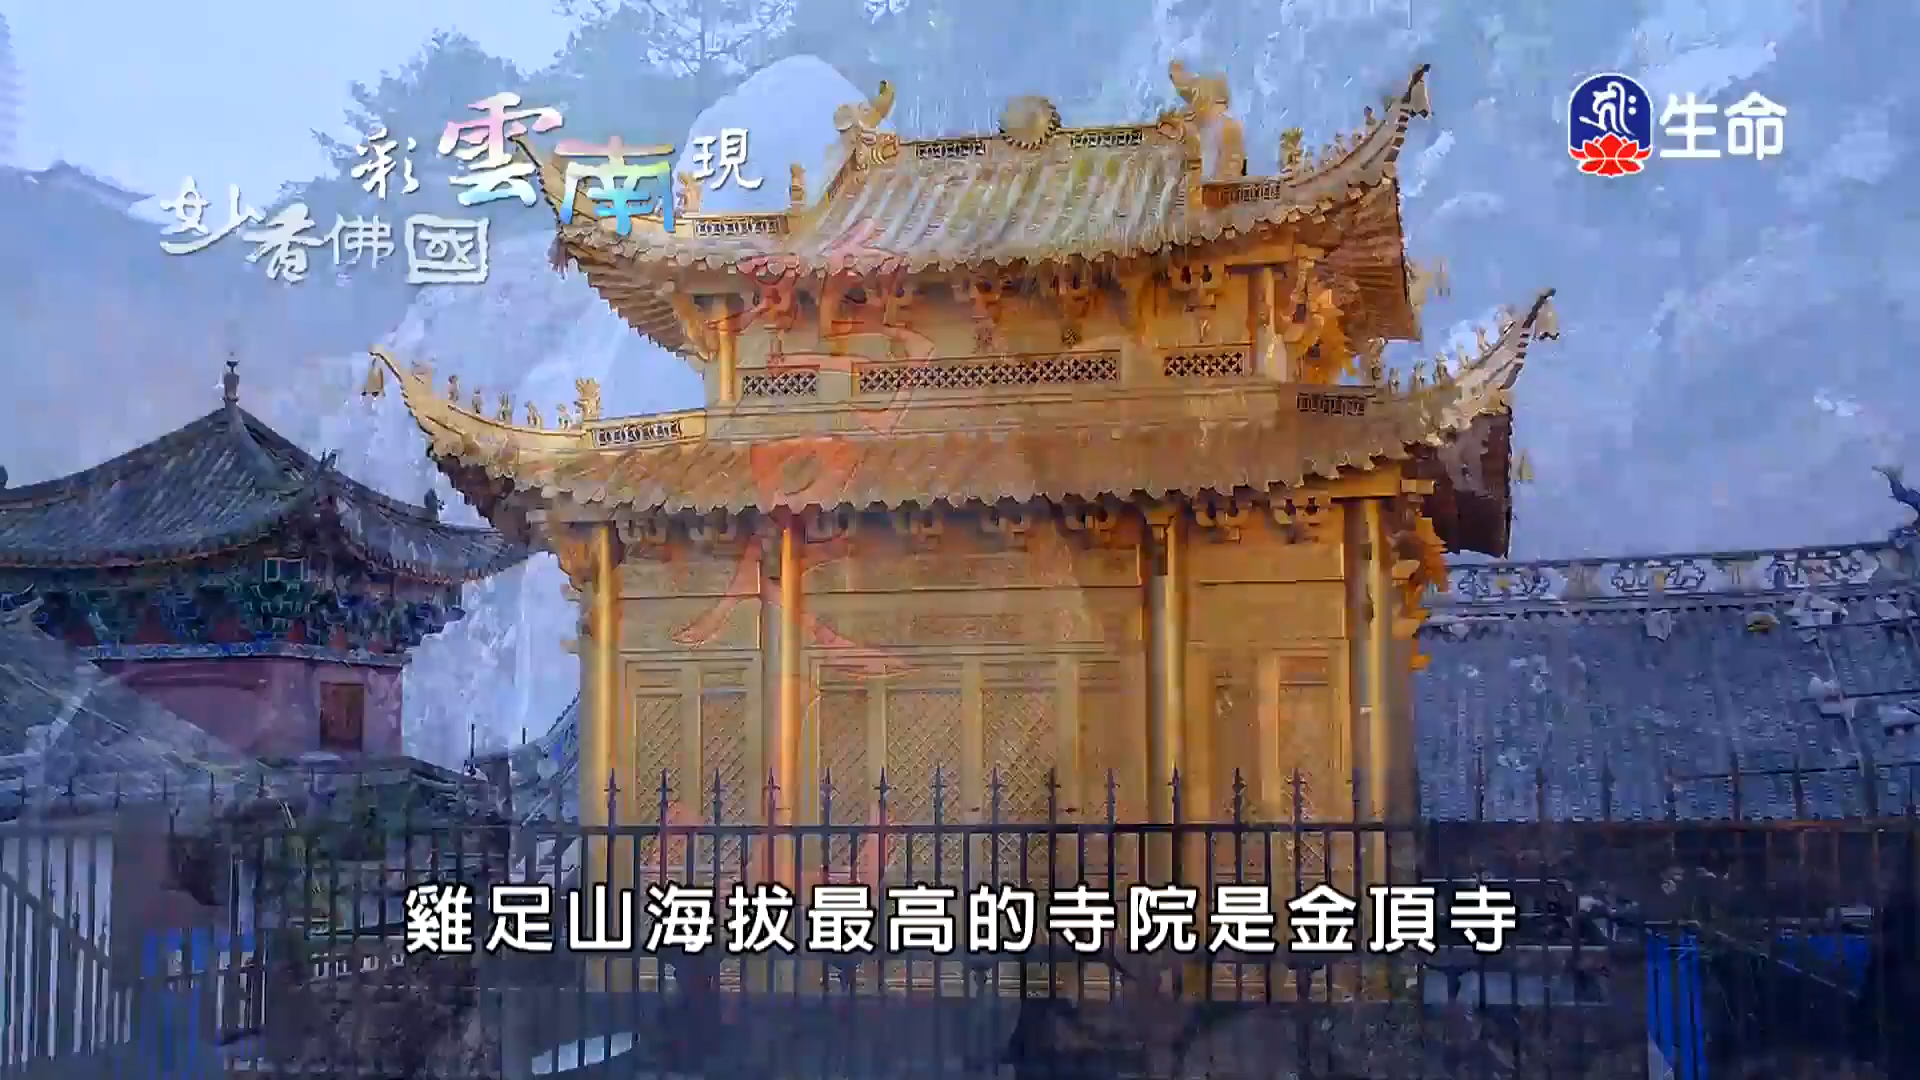 彩雲南現
妙香佛國
生命
雞足山海拔最高的寺院是金頂寺